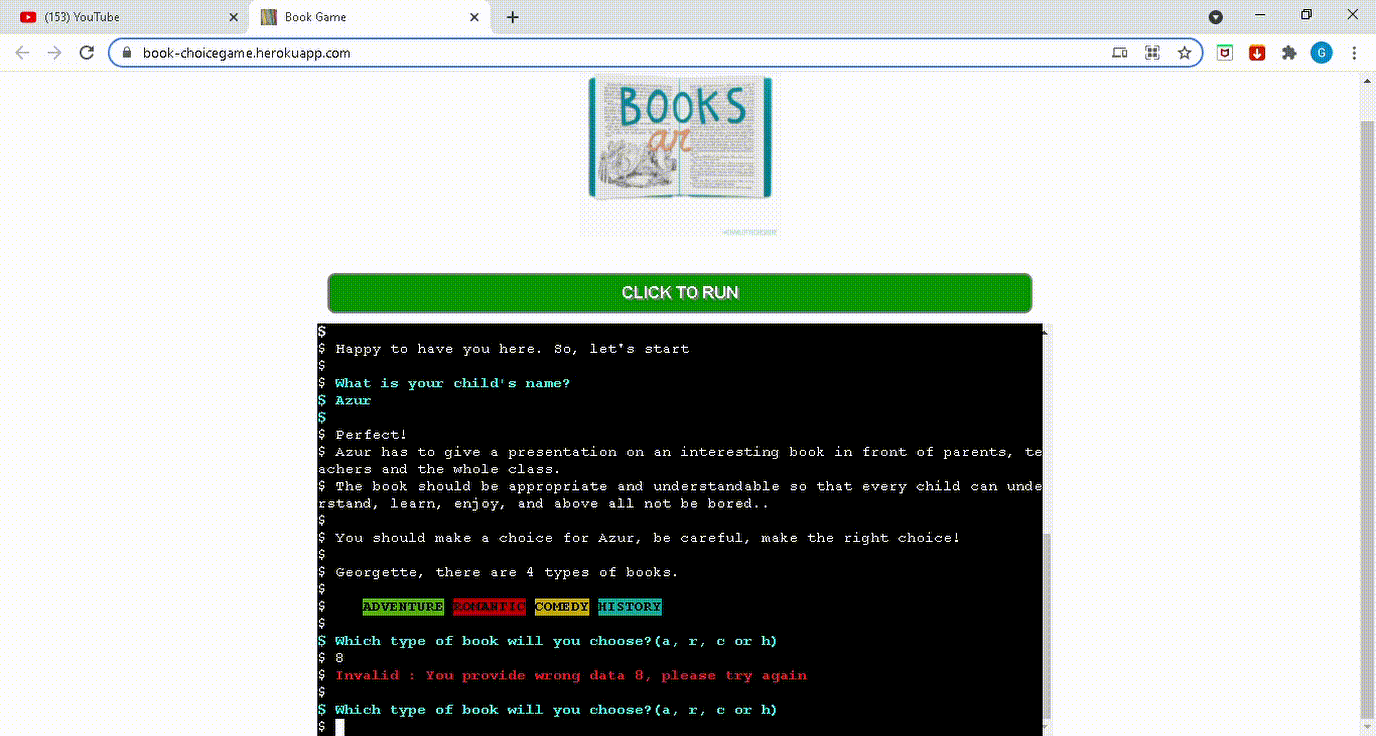 (153) YouTube
Book Game
book-choicegame.herokuapp.com
G
BOOKS
ar
CLICK TO RUN
$
$ Happy to have you here. So, let's start
$
$ What is your child's name?
$ Azur
$
$ Perfect!
$ Azur has to give a presentation on an interesting book in front of parents, te
achers and the whole class.
$ The book should be appropriate and understandable so that every child can unde
rstand, learn, enjoy, and above all not be bored..
$
$ You should make a choice for Azur, be careful, make the right choice!
$
$ Georgette, there are 4 types of books.
$
$ ADVENTURE ROMANTIC COMEDY HISTORY
$
$ Which type of book will you choose?(a, r, c or h)
$ 8
$ Invalid : You provide wrong data 8, please try again
$
$ Which type of book will you choose?(a, r, c or h)
$